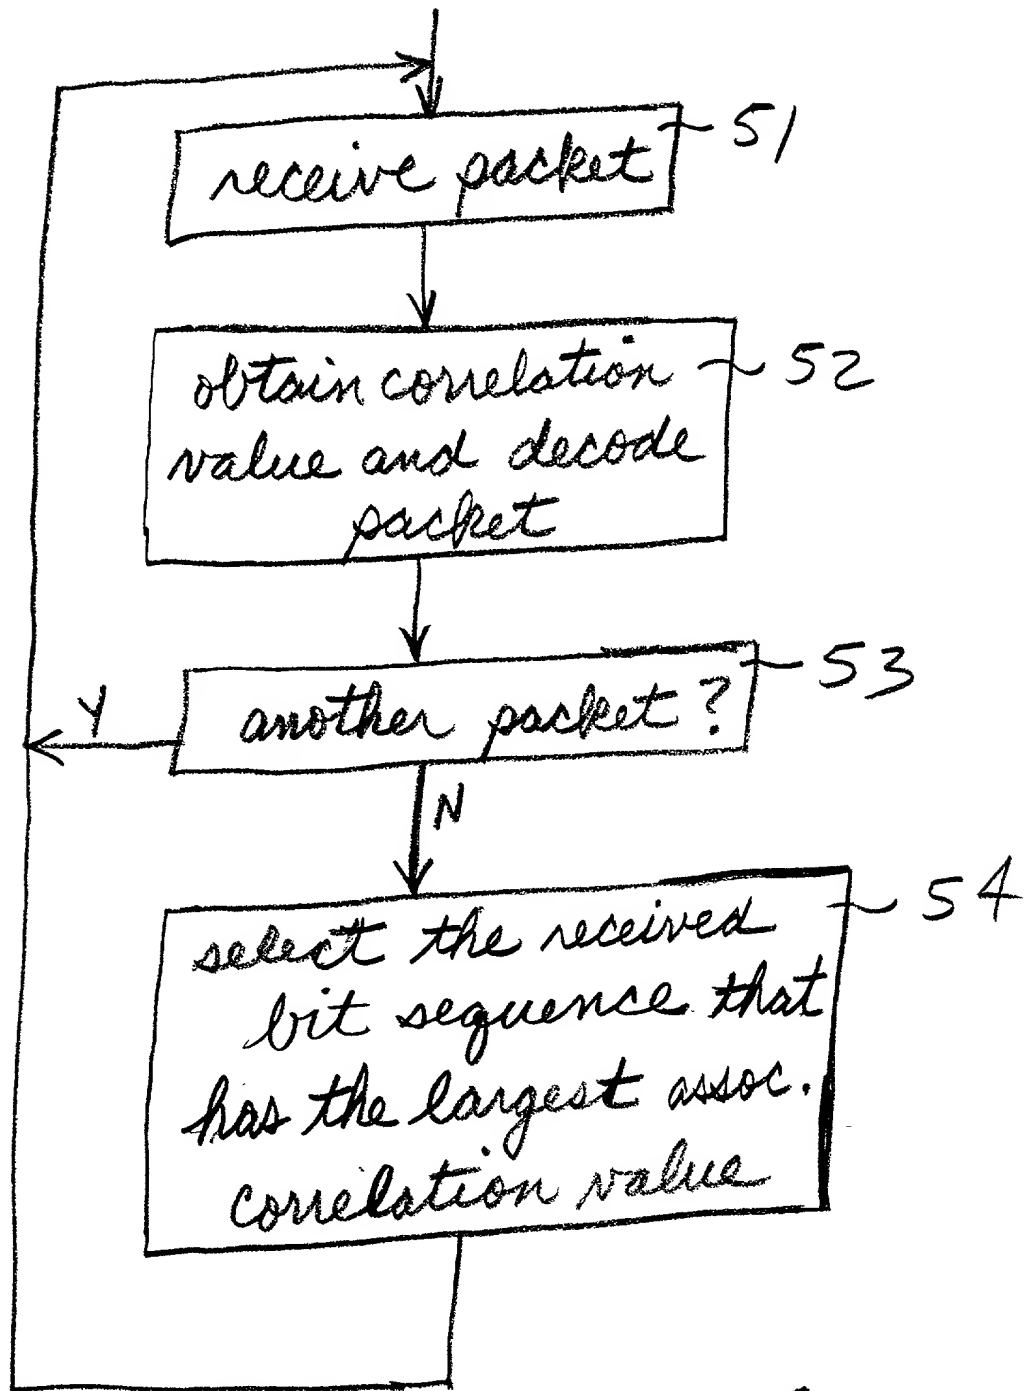 receive packet
51
obtain correlation
value and decode
packet
52
another packet?
53
Y
N
select the received
bit sequence that
has the largest assoc.
correlation value
54